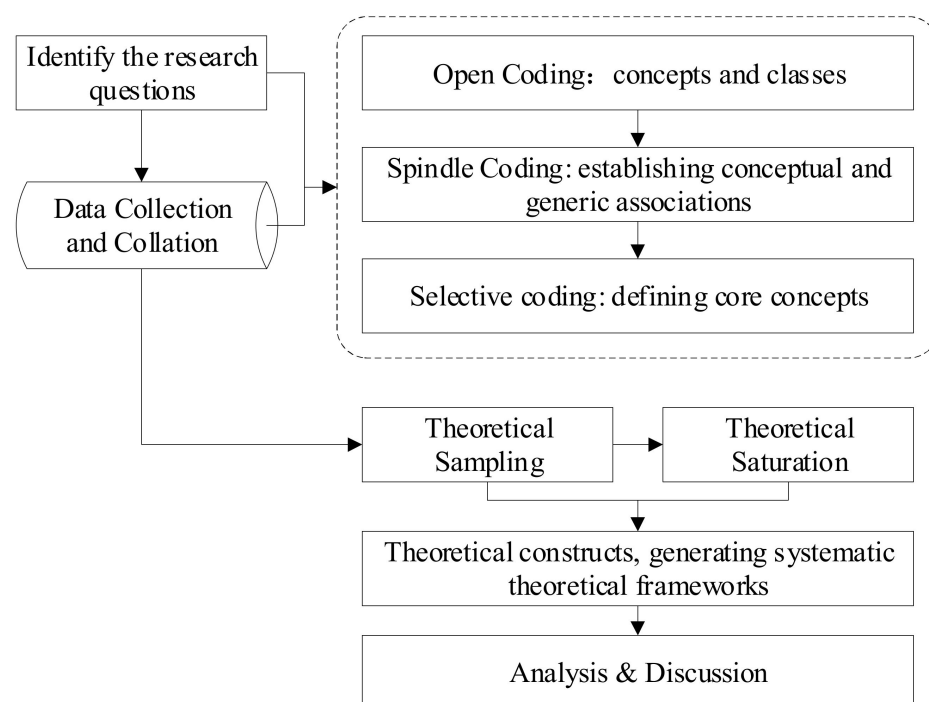 Identify the research
questions
Data Collection
and Collation
Open Coding：concepts and classes
Spindle Coding: establishing conceptual and
generic associations
Selective coding: defining core concepts
Theoretical
Sampling
Theoretical
Saturation
Theoretical constructs, generating systematic
theoretical frameworks
Analysis & Discussion